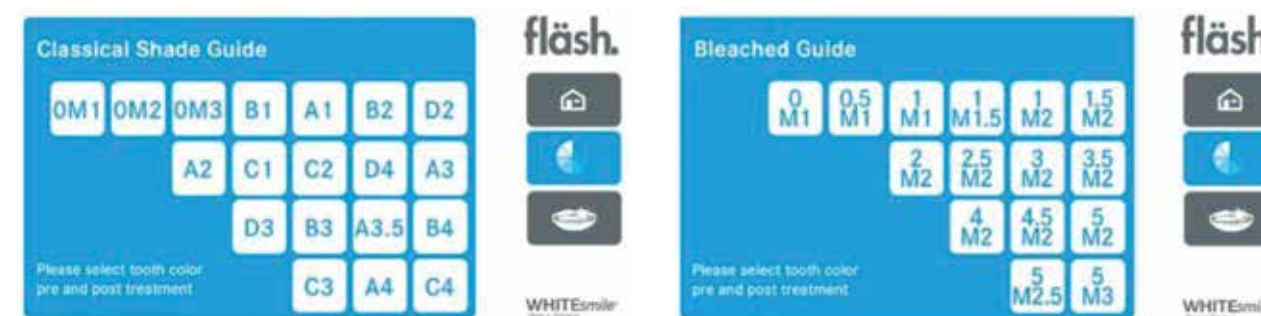 Classical Shade Guide
0M1 0M2 0M3 B1 A1 B2 D2
A2 C1 C2 D4 A3
D3 B3 A3.5 B4
C3 A4 C4
Please select tooth color
pre and post treatment
fläsh.
WHITEsmile
Bleached Guide
0 M1
0,5 M1
1 M1
1 M1.5
1 M2
1.5 M2
2 M2
2.5 M2
3 M2
3.5 M2
4 M2
4.5 M2
5 M2
5 M2.5
5 M3
Please select tooth color
pre and post treatment
fläsh
WHITEsmi